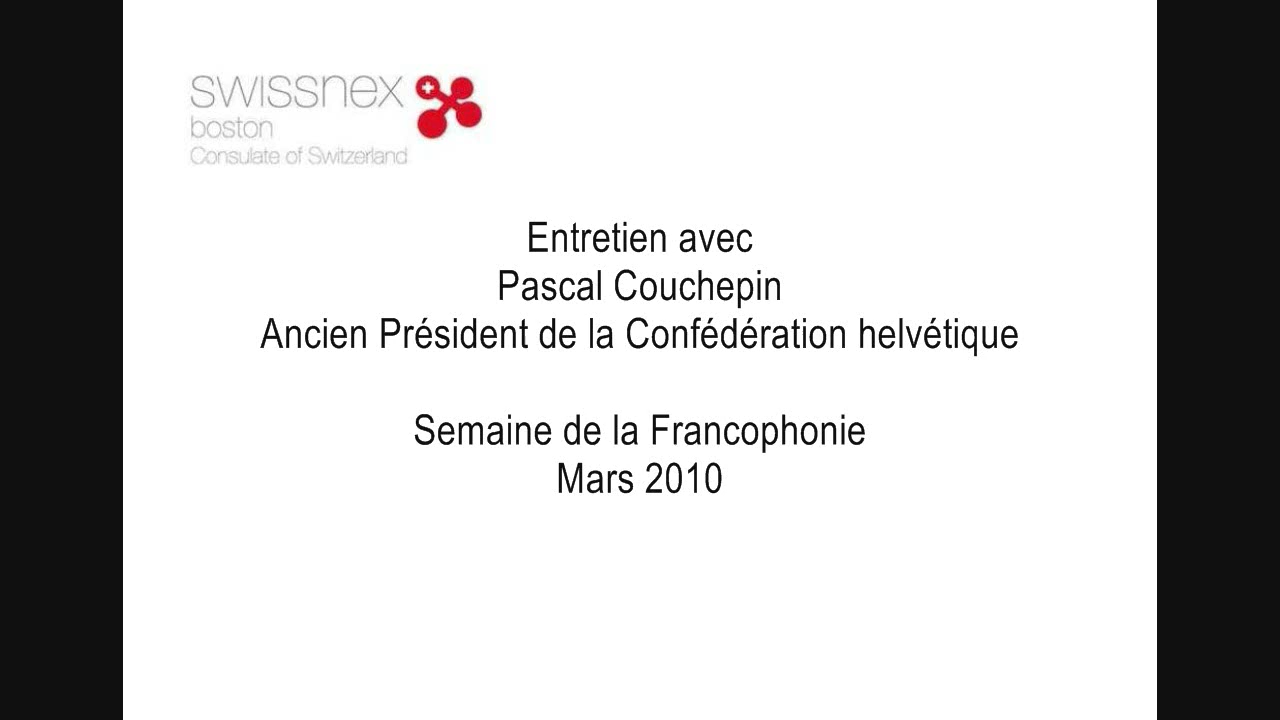 swissnex
boston
Consulate of Switzerland
Entretien avec
Pascal Couchepin
Ancien Président de la Confédération helvétique
Semaine de la Francophonie
Mars 2010